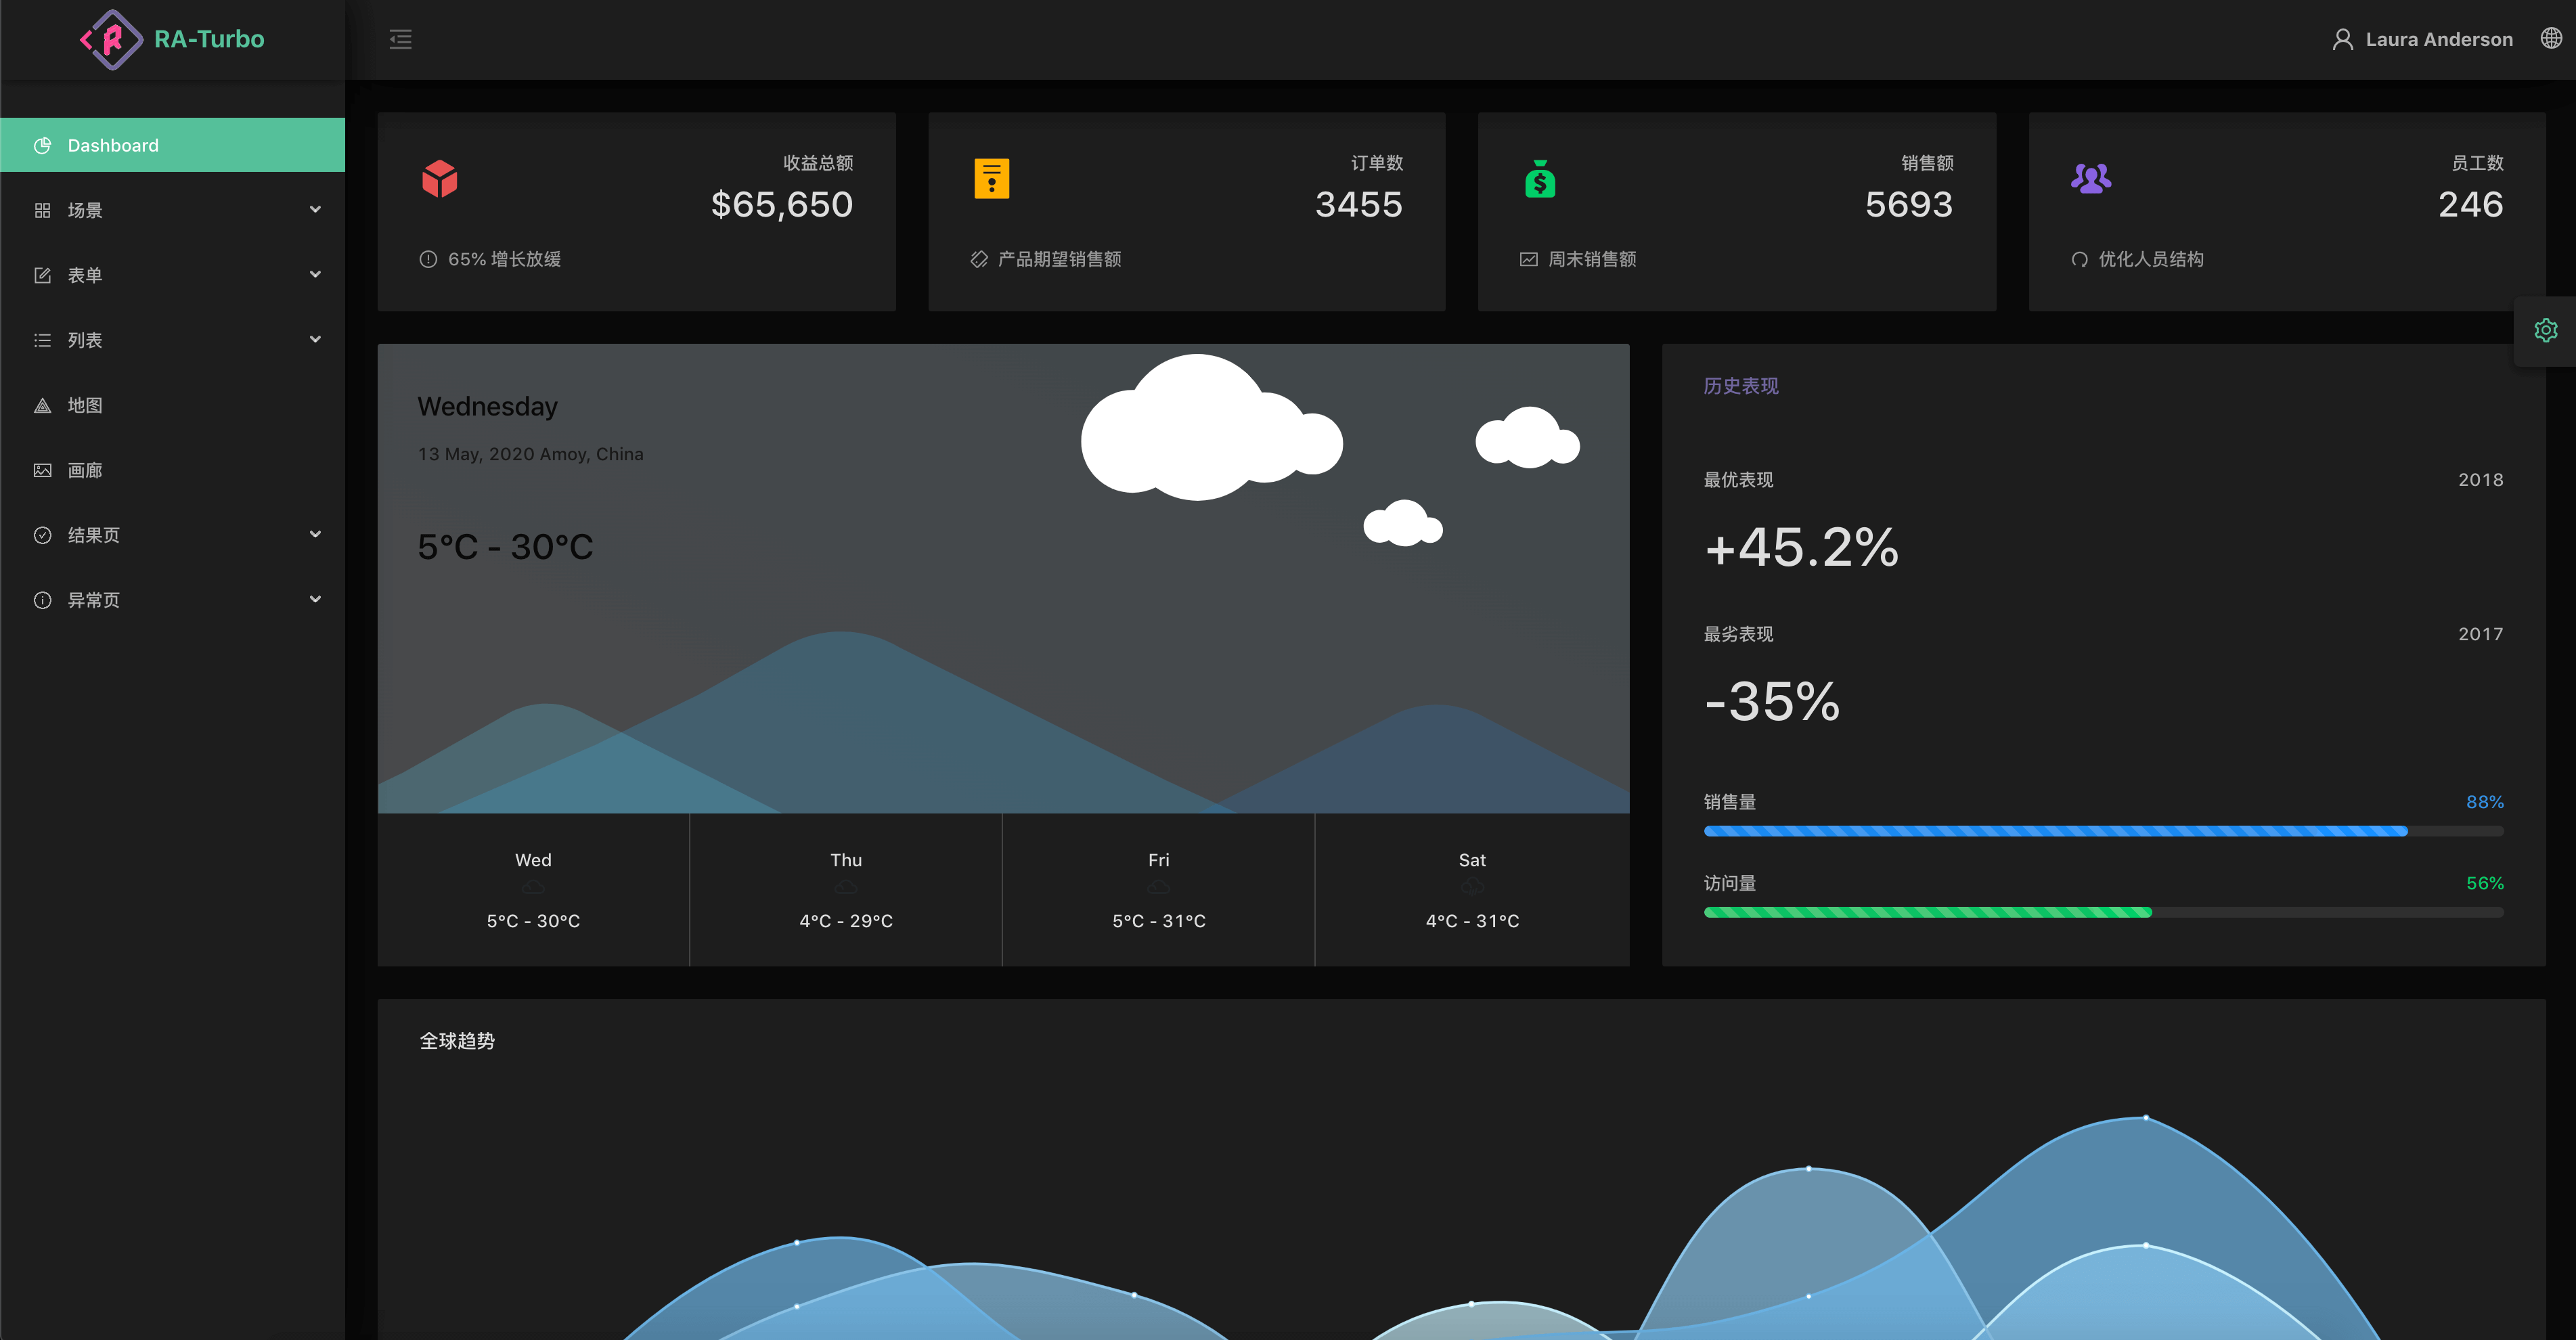 RA-Turbo
Laura Anderson
Dashboard
场景
表单
列表
地图
画廊
结果页
异常页
收益总额
$65,650
65% 增长放缓
订单数
3455
产品期望销售额
销售额
5693
周末销售额
员工数
246
优化人员结构
Wednesday
13 May, 2020 Amoy, China
5°C - 30°C
Wed
5°C - 30°C
Thu
4°C - 29°C
Fri
5°C - 31°C
Sat
4°C - 31°C
历史表现
最优表现 2018
+45.2%
最劣表现 2017
-35%
销售量 88%
访问量 56%
全球趋势